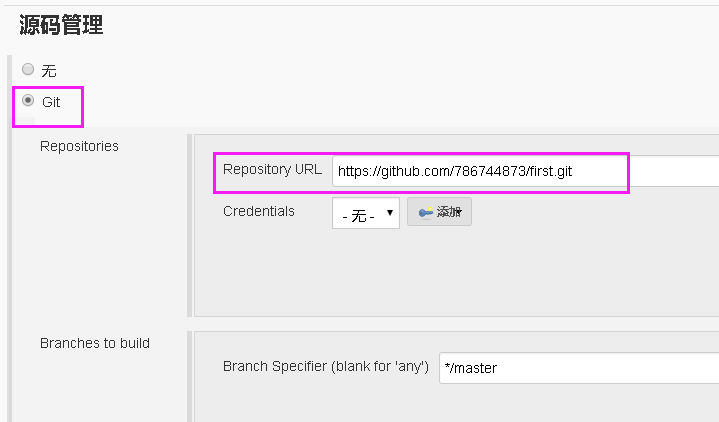 源码管理
无
Git
Repositories
Repository URL https://github.com/786744873/first.git
Credentials - 无 - 添加
Branches to build
Branch Specifier (blank for 'any') */master